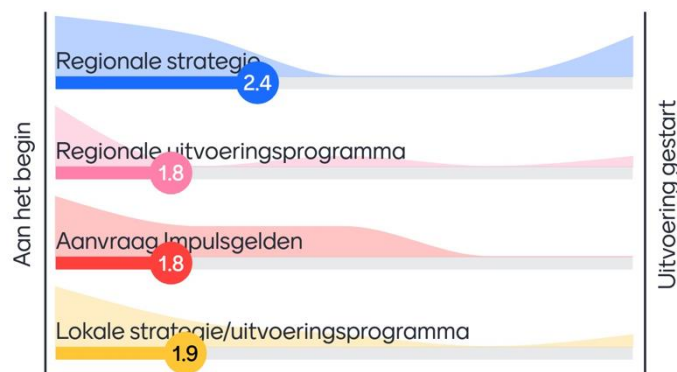 Aan het begin
Regionale strategie
2.4
Regionale uitvoeringsprogramma
1.8
Aanvraag Impulsgelden
1.8
Lokale strategie/uitvoeringsprogramma
1.9
Uitvoering gestart